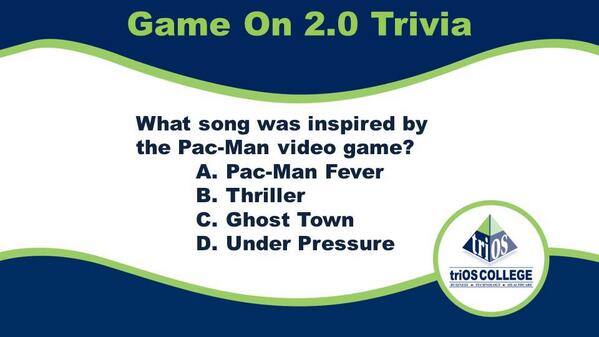 Game On 2.0 Trivia
What song was inspired by
the Pac-Man video game?
A. Pac-Man Fever
B. Thriller
C. Ghost Town
D. Under Pressure
triOS
triOS COLLEGE
BUSINESS • TECHNOLOGY • HEALTHCARE